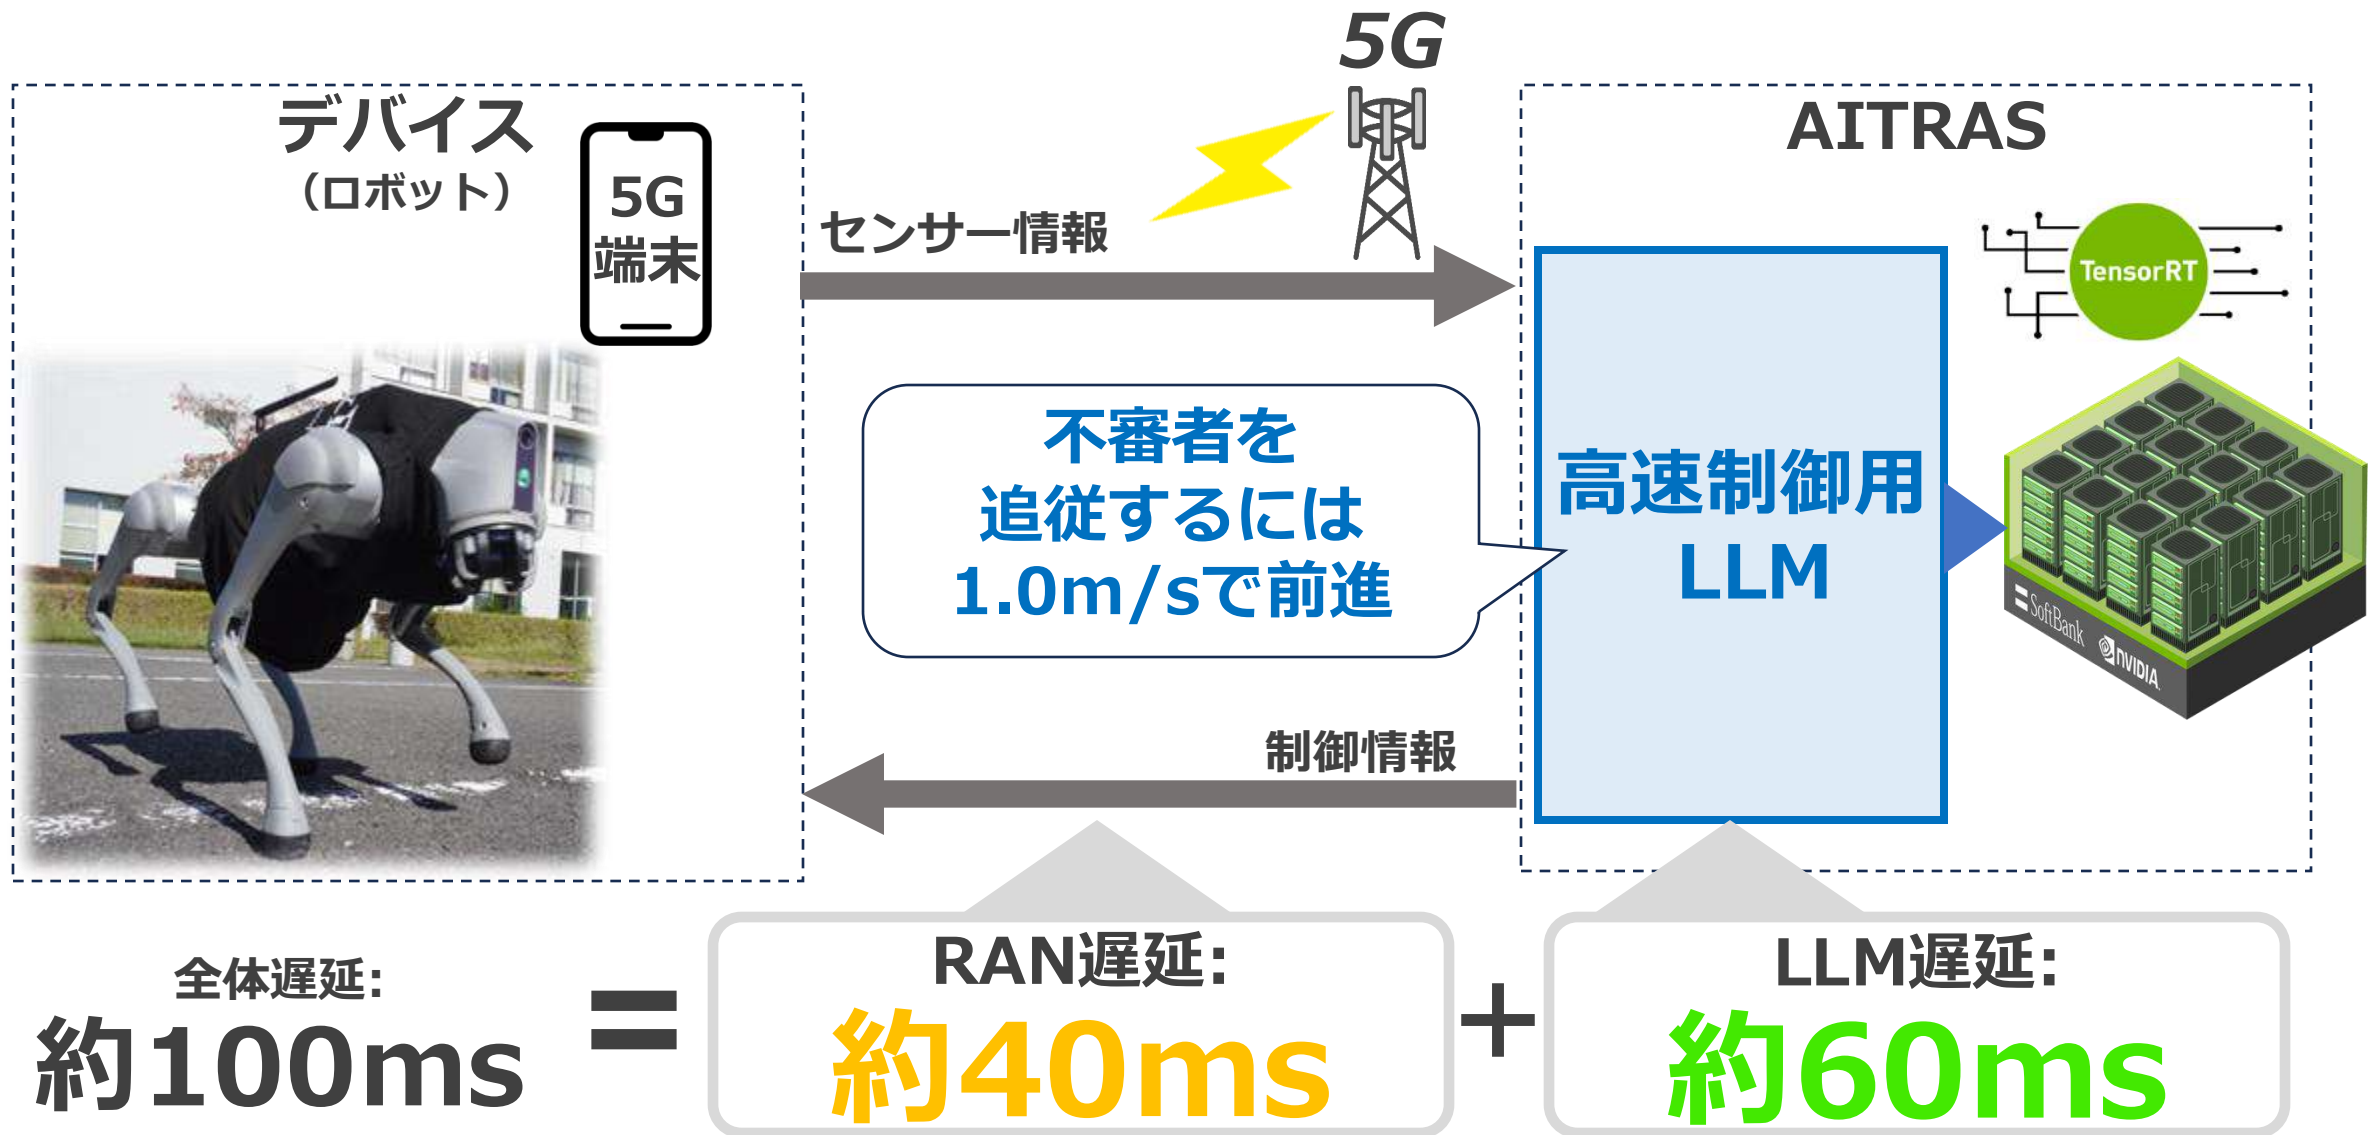 5G
デバイス
（ロボット）
5G
端末
センサー情報
AITRAS
TensorRT
不審者を
追従するには
1.0m/sで前進
高速制御用
LLM
SoftBank
NVIDIA
制御情報
全体遅延:
約100ms
=
RAN遅延:
約40ms
+
LLM遅延:
約60ms